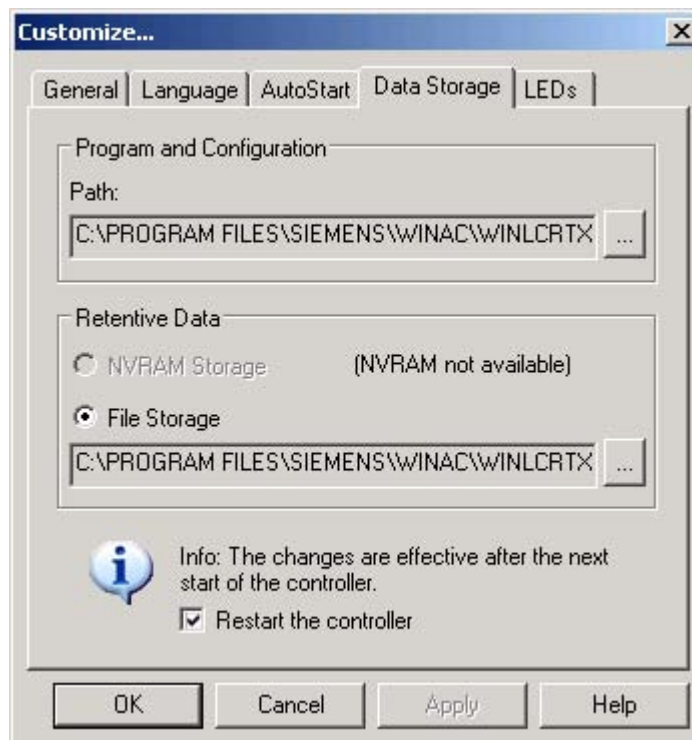 Customize...
General
Language
AutoStart
Data Storage
LEDs
Program and Configuration
Path:
C:\PROGRAM FILES\SIEMENS\WINAC\WINLCRTX
...
Retentive Data
NVRAM Storage
(NVRAM not available)
File Storage
C:\PROGRAM FILES\SIEMENS\WINAC\WINLCRTX
...
Info: The changes are effective after the next
start of the controller.
Restart the controller
OK
Cancel
Apply
Help